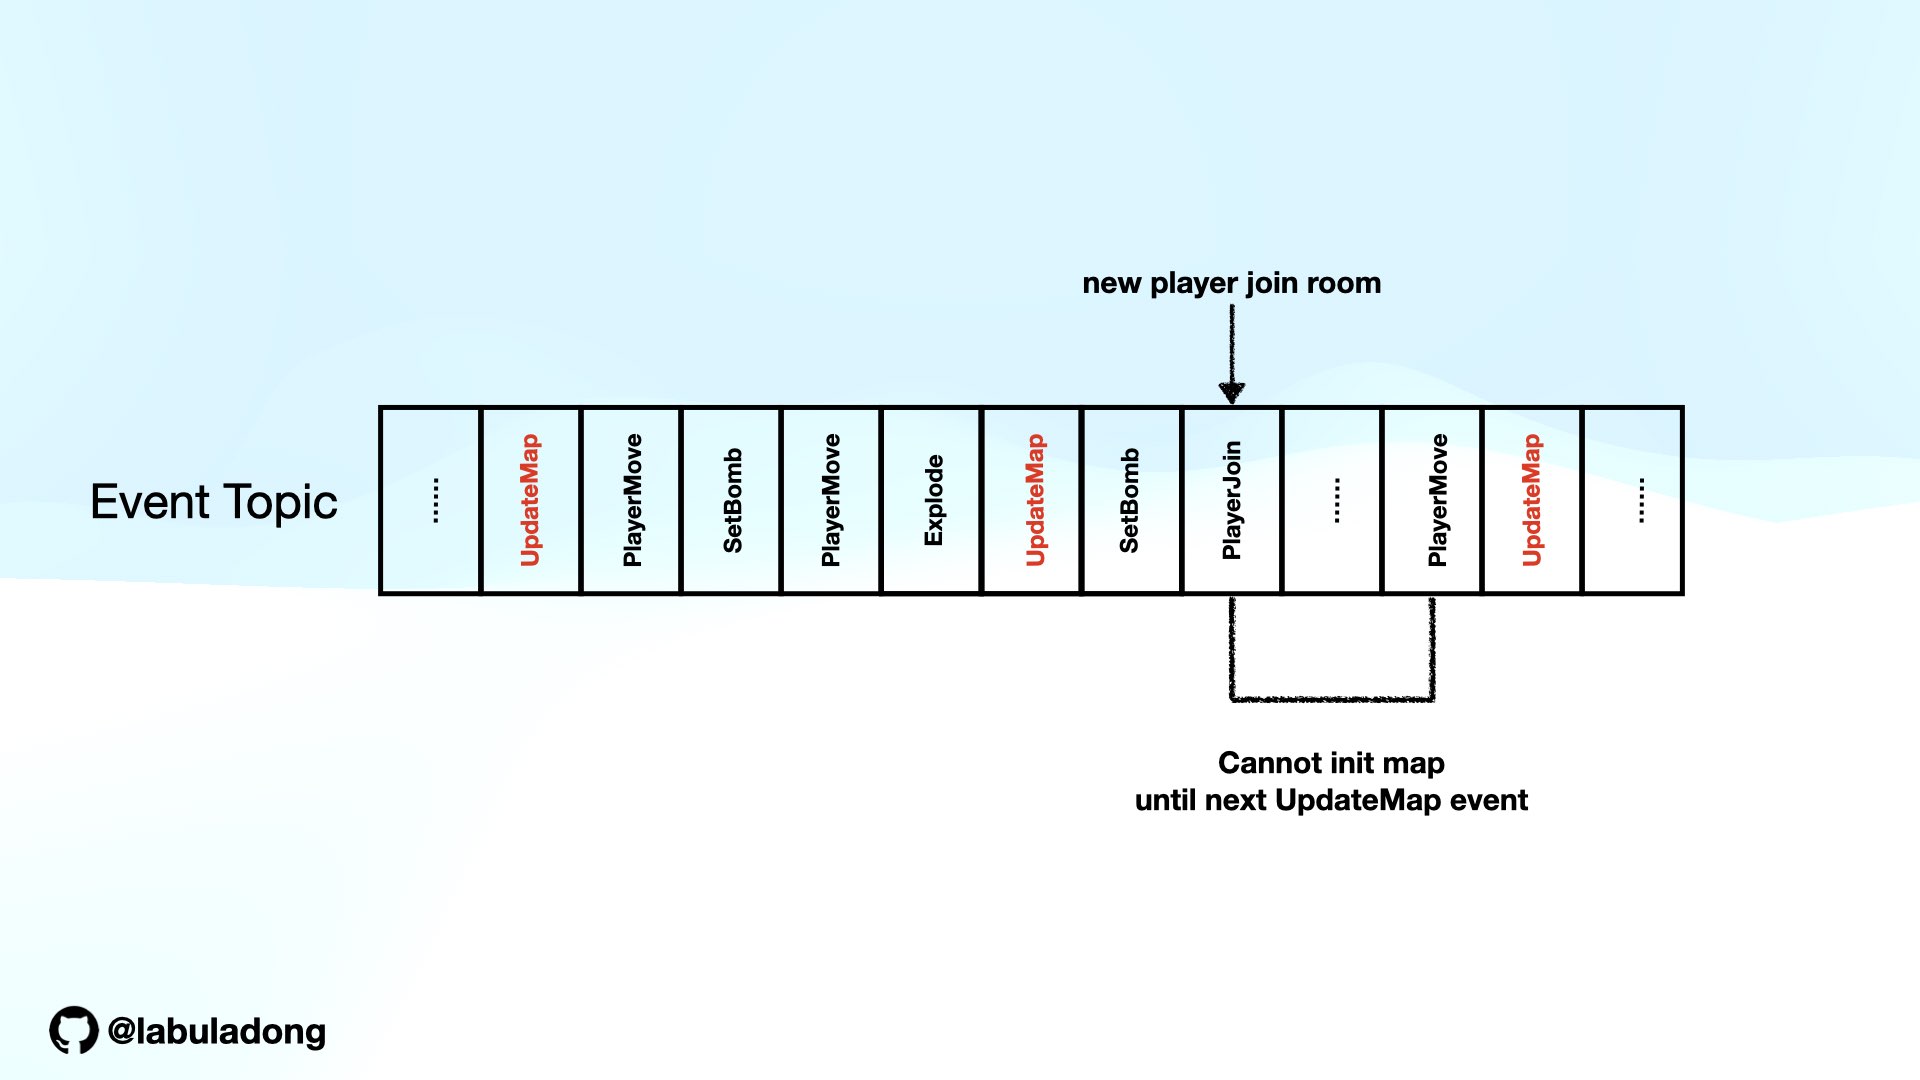 new player join room
Event Topic
......
UpdateMap
PlayerMove
SetBomb
PlayerMove
Explode
UpdateMap
SetBomb
PlayerJoin
......
PlayerMove
UpdateMap
......
Cannot init map
until next UpdateMap event
@labuladong